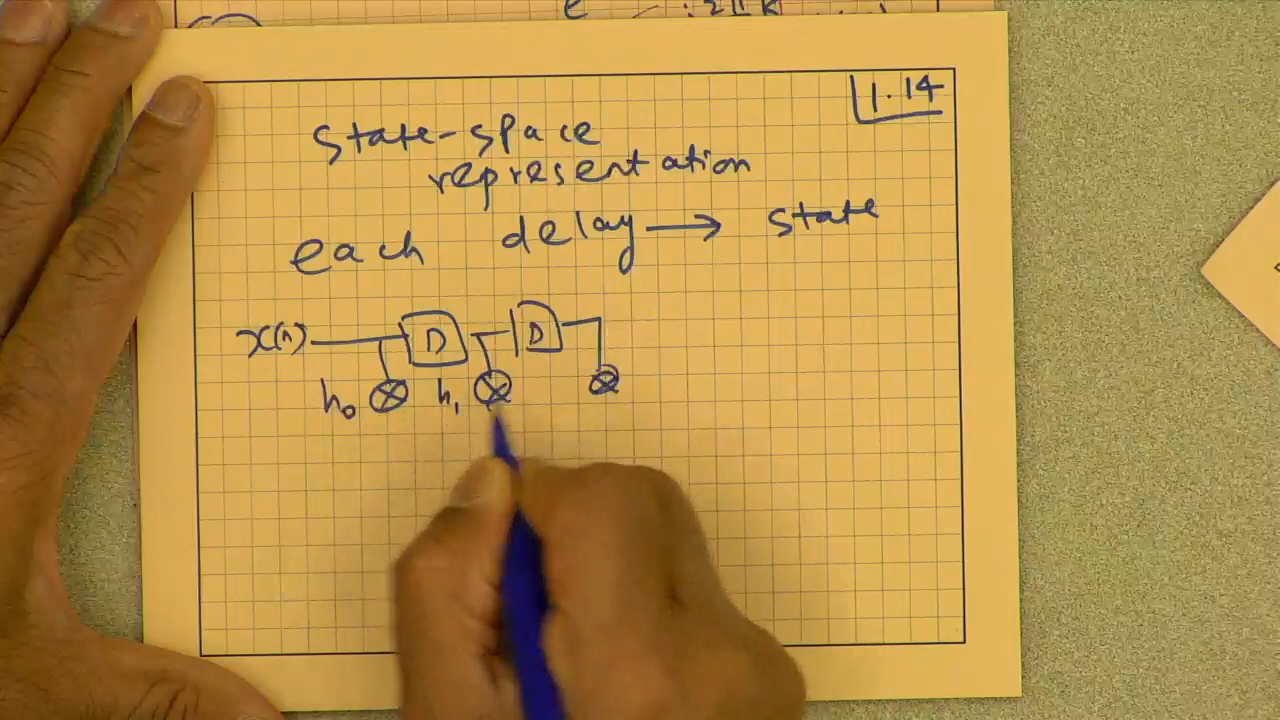 1.14
state-space
representation
each delay → state
x(n) D D
h₀ h₁